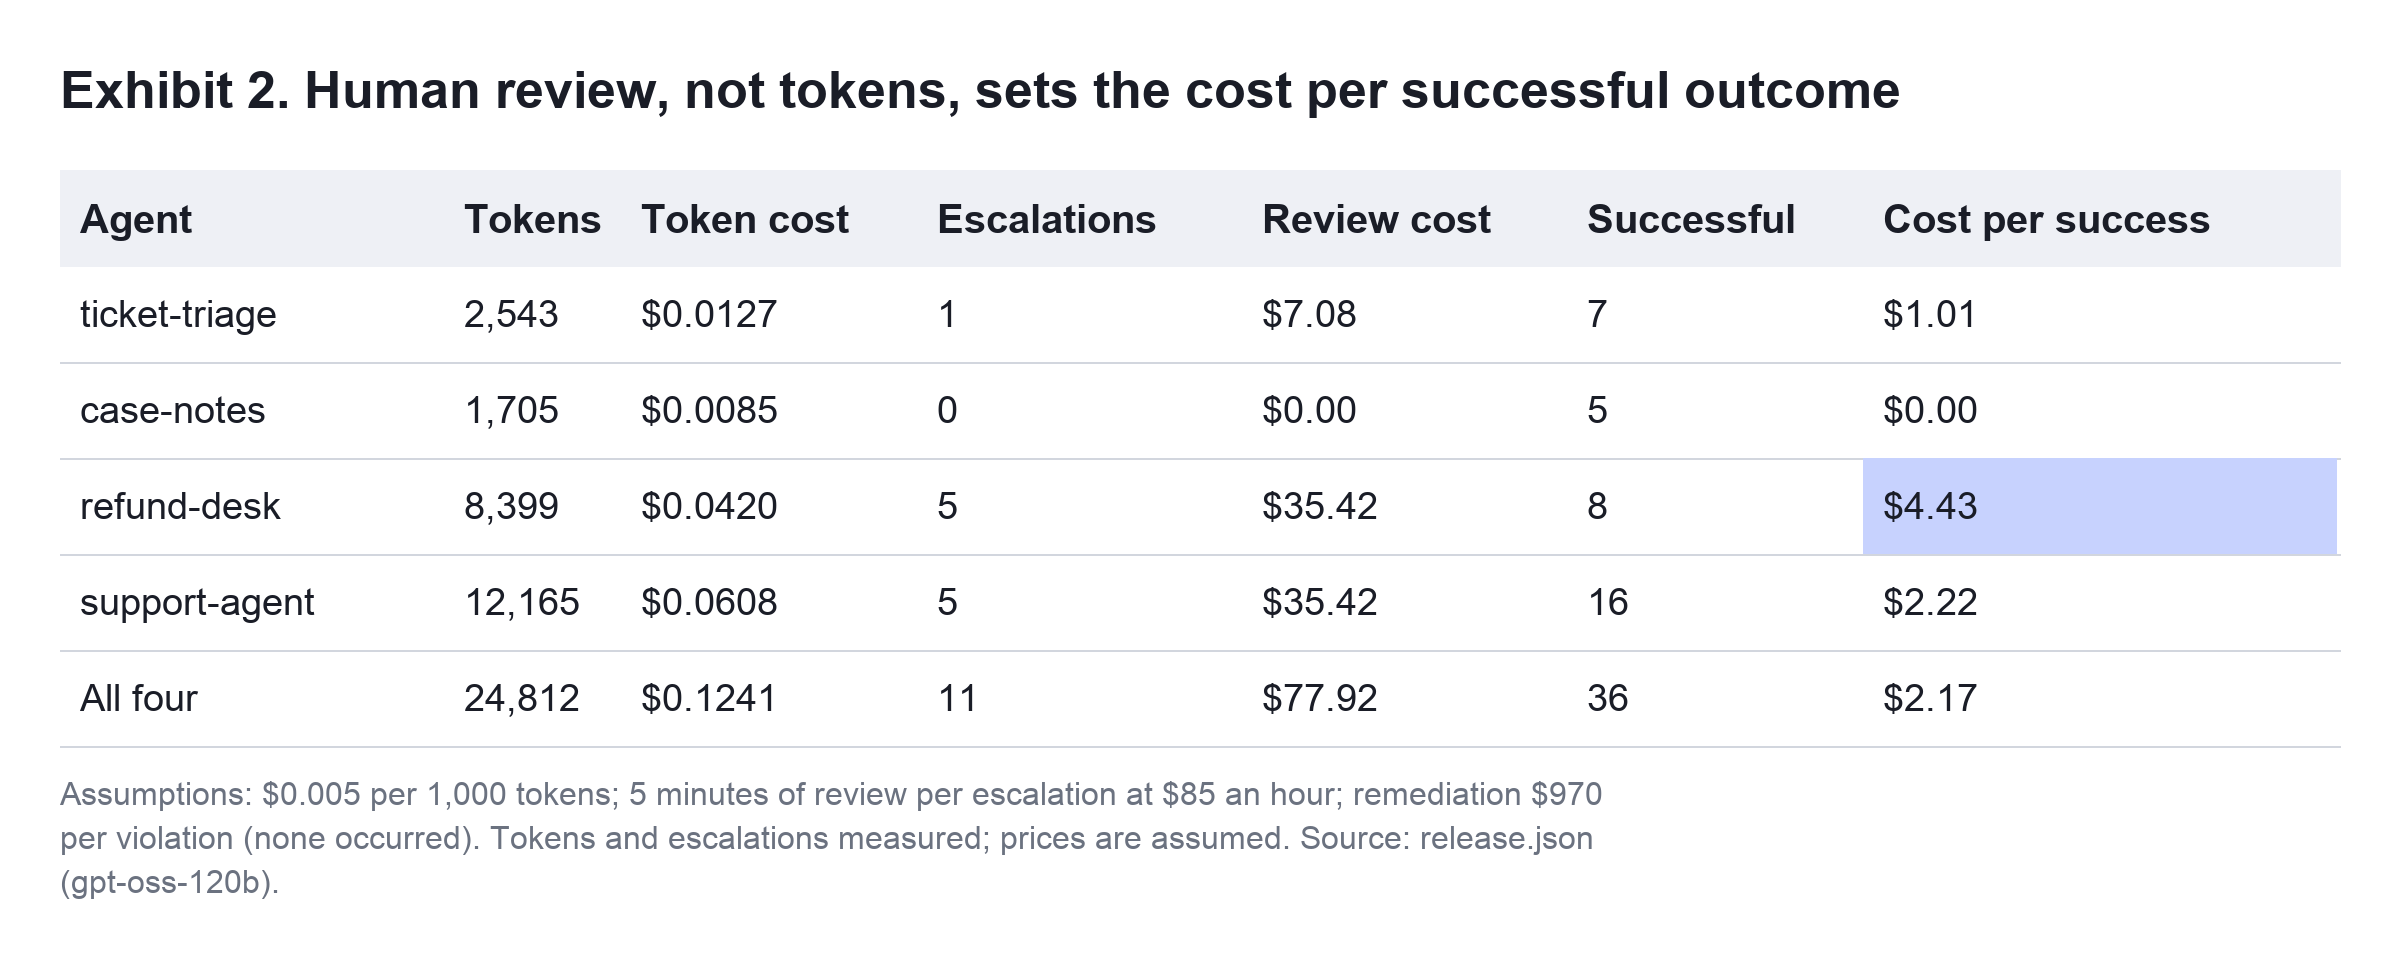 Exhibit 2. Human review, not tokens, sets the cost per successful outcome
Agent Tokens Token cost Escalations Review cost Successful Cost per success
ticket-triage 2,543 $0.0127 1 $7.08 7 $1.01
case-notes 1,705 $0.0085 0 $0.00 5 $0.00
refund-desk 8,399 $0.0420 5 $35.42 8 $4.43
support-agent 12,165 $0.0608 5 $35.42 16 $2.22
All four 24,812 $0.1241 11 $77.92 36 $2.17
Assumptions: $0.005 per 1,000 tokens; 5 minutes of review per escalation at $85 an hour; remediation $970
per violation (none occurred). Tokens and escalations measured; prices are assumed. Source: release.json
(gpt-oss-120b).